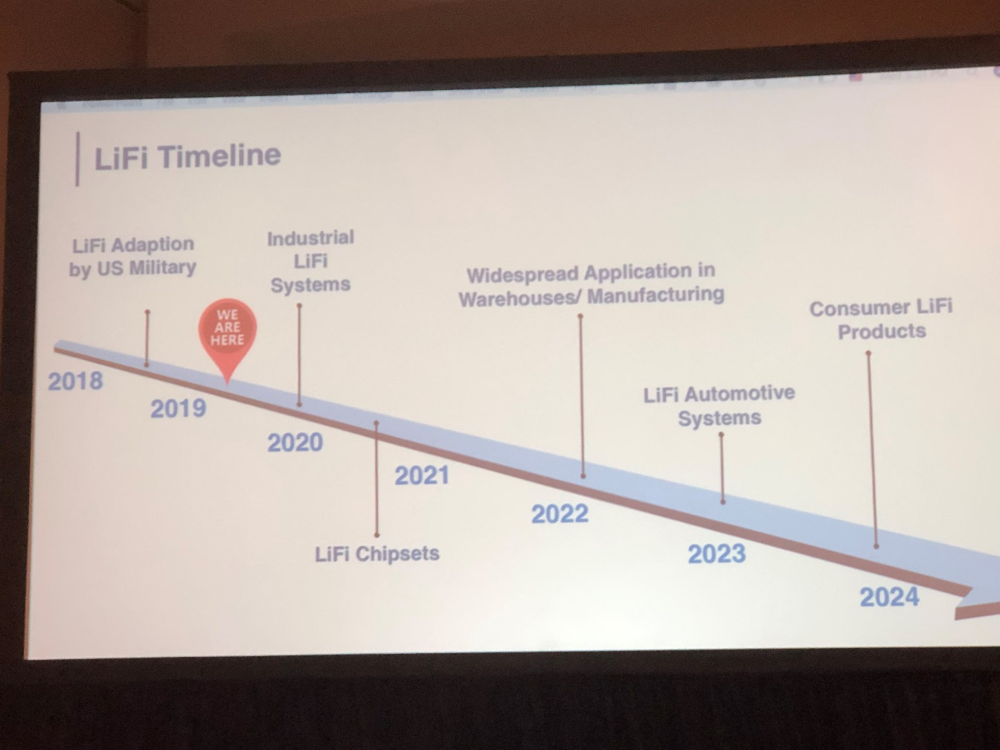 LiFi Timeline
LiFi Adaption
by US Military
Industrial
LiFi
Systems
Widespread Application in
Warehouses/ Manufacturing
Consumer LiFi
Products
WE
ARE
HERE
LiFi Automotive
Systems
2018
2019
2020
2021
2022
2023
2024
LiFi Chipsets